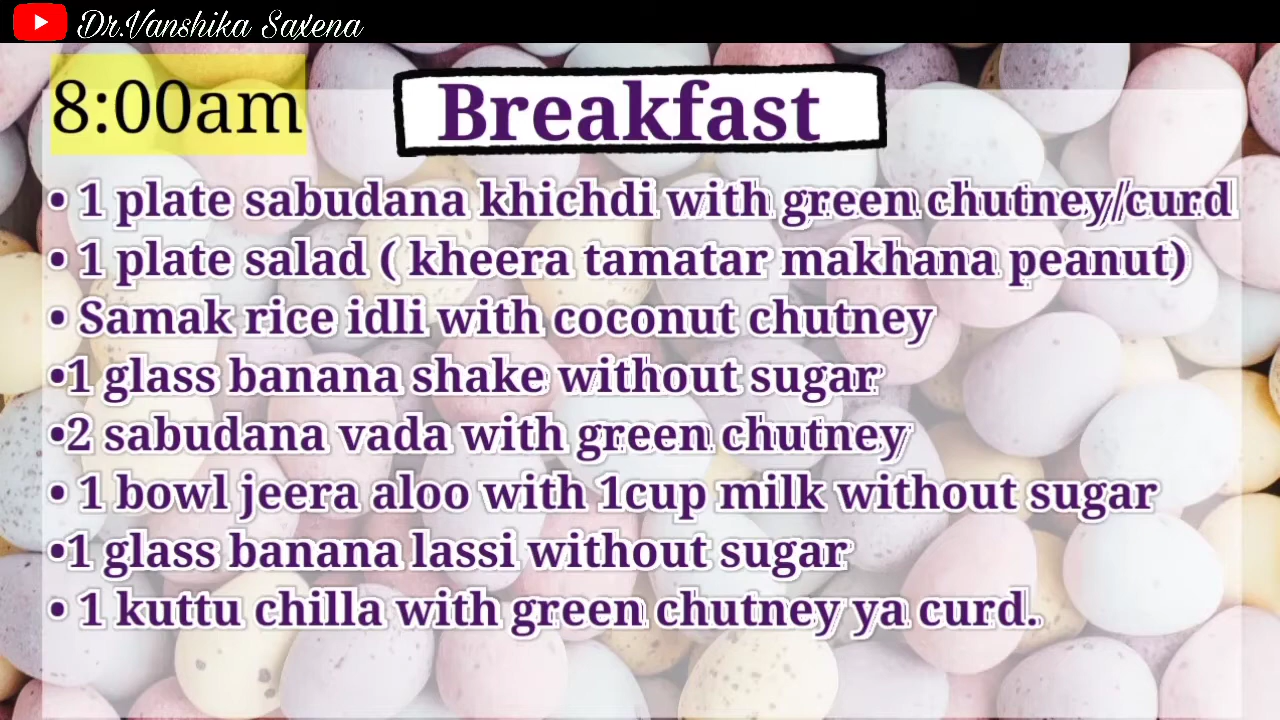 Dr.Vanshika Saxena
8:00am
Breakfast
• 1 plate sabudana khichdi with green chutney/curd
• 1 plate salad ( kheera tamatar makhana peanut)
• Samak rice idli with coconut chutney
•1 glass banana shake without sugar
•2 sabudana vada with green chutney
• 1 bowl jeera aloo with 1cup milk without sugar
•1 glass banana lassi without sugar
• 1 kuttu chilla with green chutney ya curd.